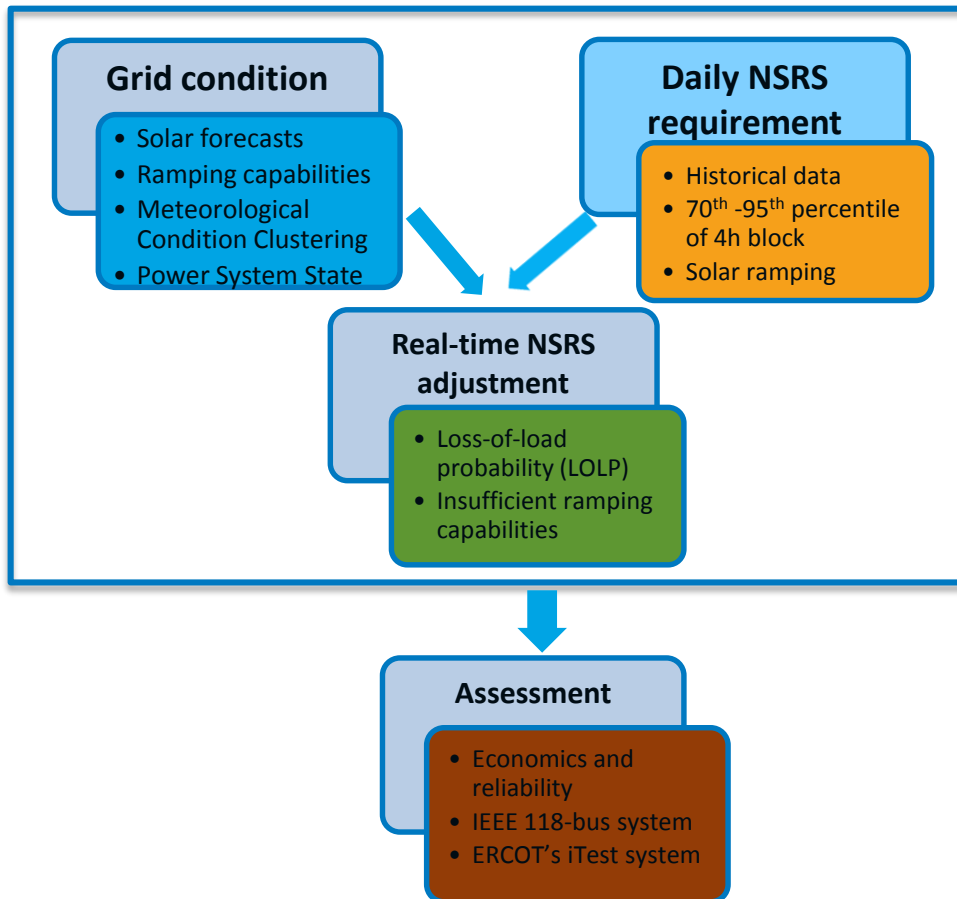 Grid condition
• Solar forecasts
• Ramping capabilities
• Meteorological
Condition Clustering
• Power System State
Daily NSRS
requirement
• Historical data
• 70th -95th percentile
of 4h block
• Solar ramping
Real-time NSRS
adjustment
• Loss-of-load
probability (LOLP)
• Insufficient ramping
capabilities
Assessment
• Economics and
reliability
• IEEE 118-bus system
• ERCOT’s iTest system